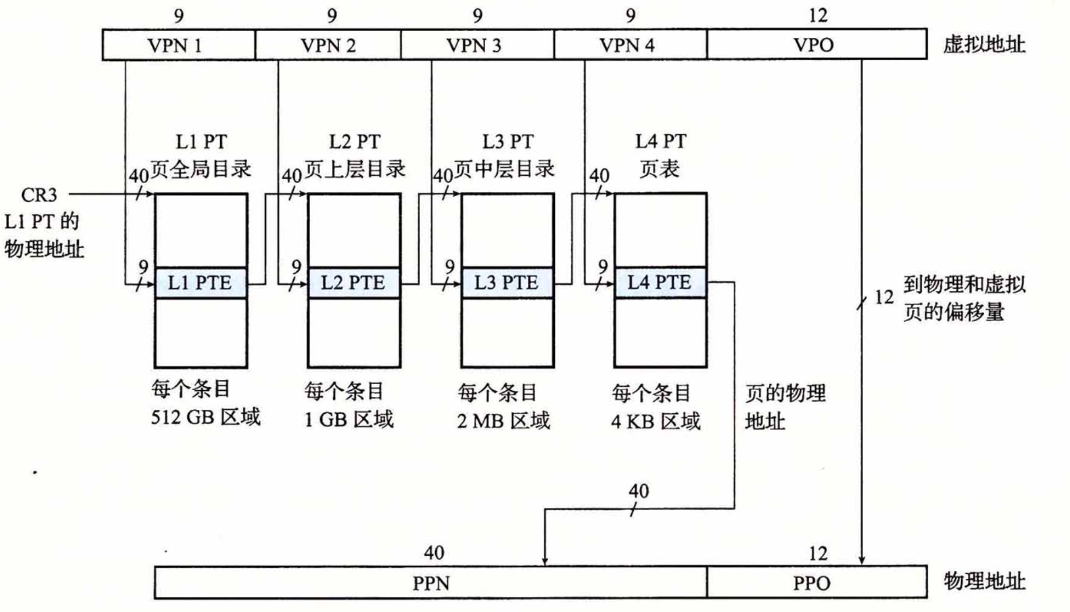 9 9 9 9 12
VPN 1 VPN 2 VPN 3 VPN 4 VPO 虚拟地址
L1 PT L2 PT L3 PT L4 PT
页全局目录 页上层目录 页中层目录 页表
40 40 40 40
CR3
L1 PT 的
物理地址
9 9 9 9
L1 PTE L2 PTE L3 PTE L4 PTE
12 到物理和虚拟
页的偏移量
每个条目 每个条目 每个条目 每个条目 页的物理
512 GB 区域 1 GB 区域 2 MB 区域 4 KB 区域 地址
40
40 12
PPN PPO 物理地址